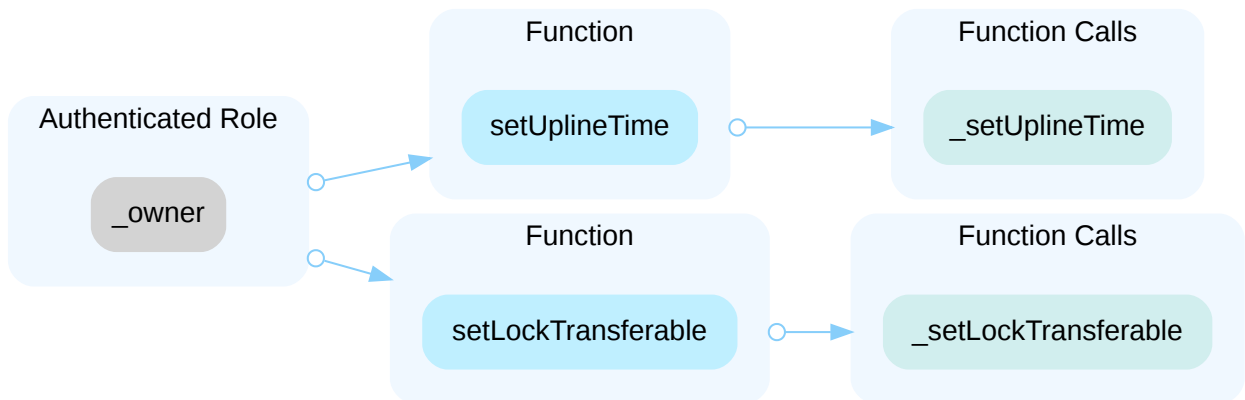 Authenticated Role
_owner
Function
setUplineTime
Function Calls
_setUplineTime
Function
setLockTransferable
Function Calls
_setLockTransferable